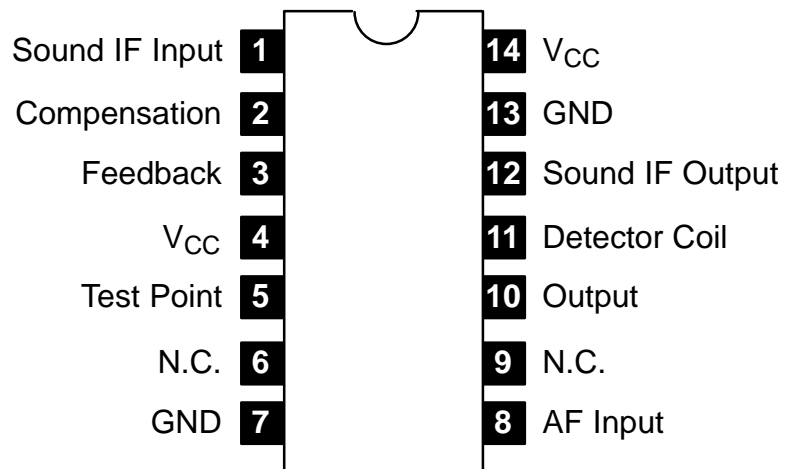 Sound IF Input 1 14 VCC
Compensation 2 13 GND
Feedback 3 12 Sound IF Output
VCC 4 11 Detector Coil
Test Point 5 10 Output
N.C. 6 9 N.C.
GND 7 8 AF Input